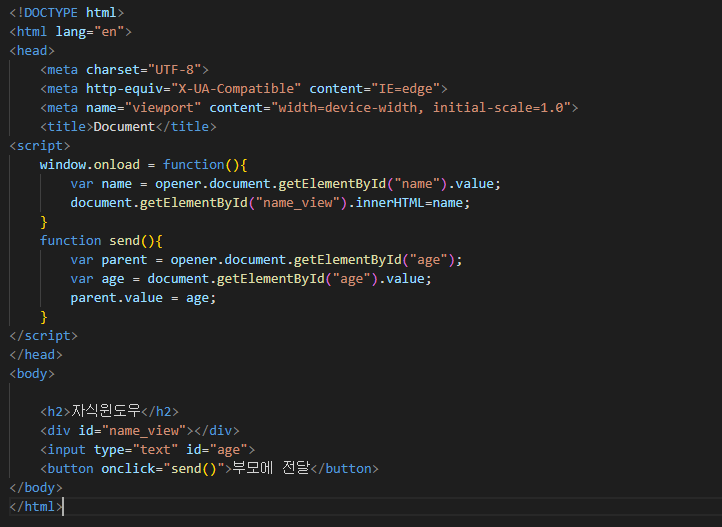 <!DOCTYPE html>
<html lang="en">
<head>
    <meta charset="UTF-8">
    <meta http-equiv="X-UA-Compatible" content="IE=edge">
    <meta name="viewport" content="width=device-width, initial-scale=1.0">
    <title>Document</title>
<script>
    window.onload = function(){
        var name = opener.document.getElementById("name").value;
        document.getElementById("name_view").innerHTML=name;
    }
    function send(){
        var parent = opener.document.getElementById("age");
        var age = document.getElementById("age").value;
        parent.value = age;
    }
</script>
</head>
<body>

    <h2>자식윈도우</h2>
    <div id="name_view"></div>
    <input type="text" id="age">
    <button onclick="send()">부모에 전달</button>
</body>
</html>